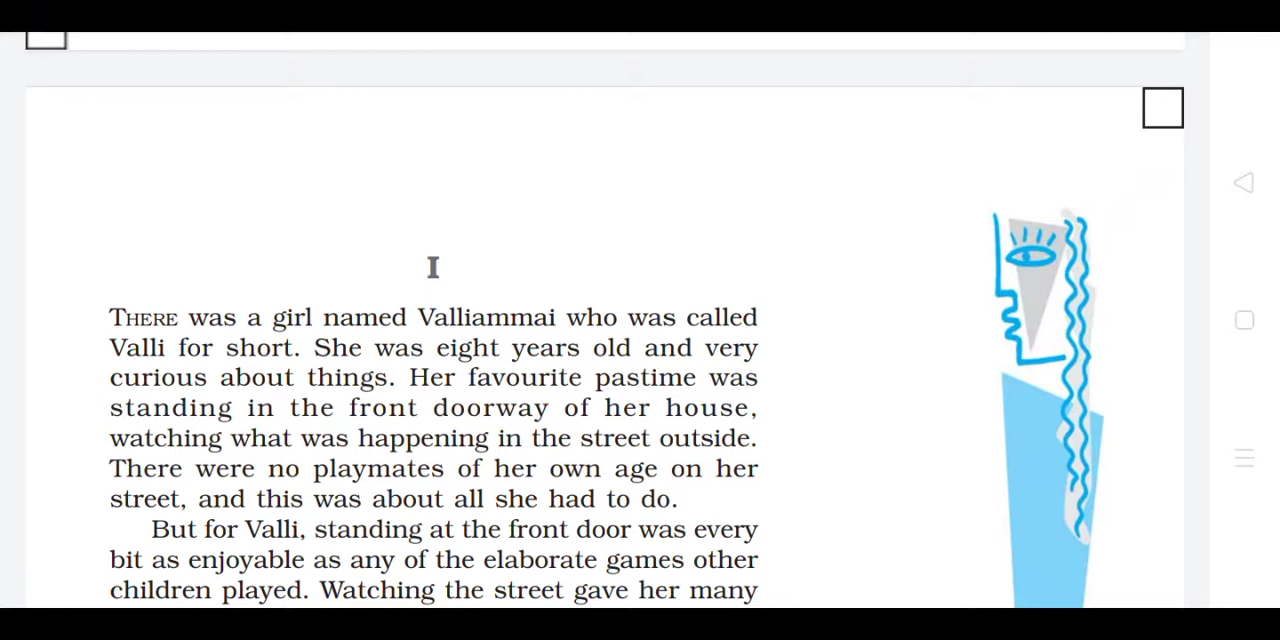 I
THERE was a girl named Valliammai who was called
Valli for short. She was eight years old and very
curious about things. Her favourite pastime was
standing in the front doorway of her house,
watching what was happening in the street outside.
There were no playmates of her own age on her
street, and this was about all she had to do.
But for Valli, standing at the front door was every
bit as enjoyable as any of the elaborate games other
children played. Watching the street gave her many